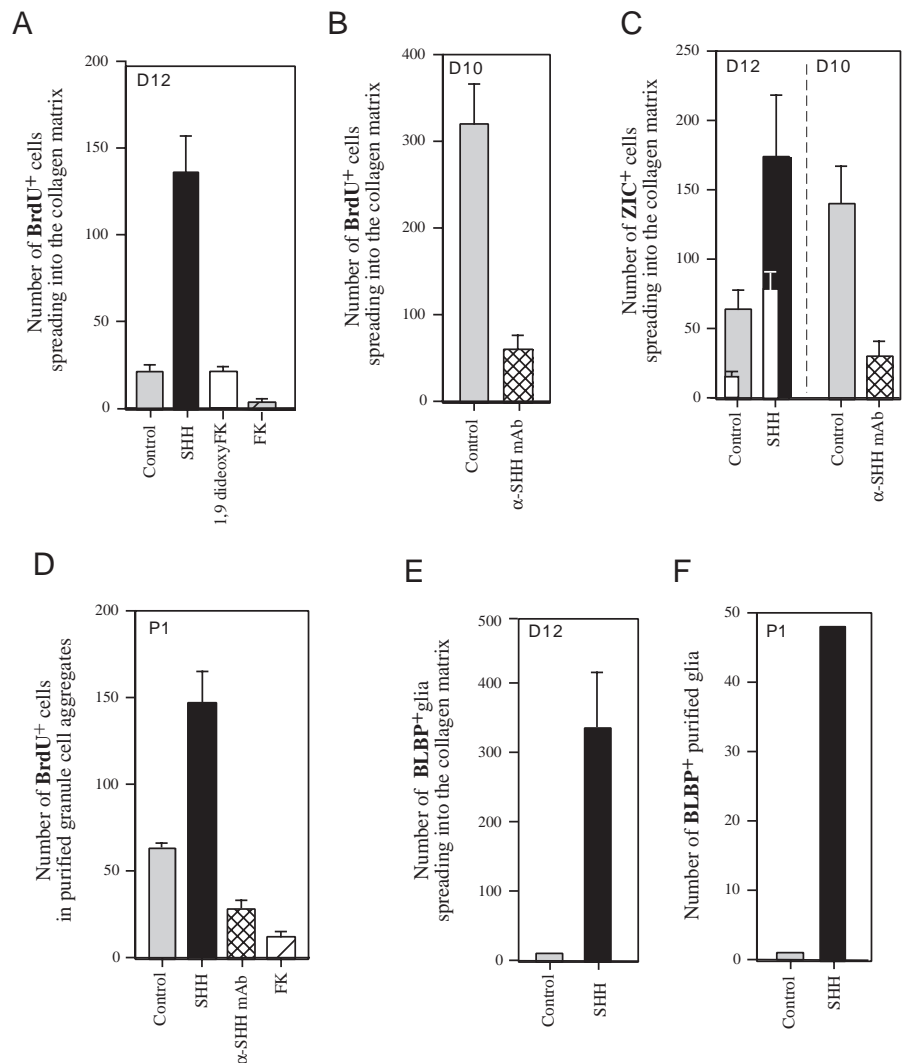 A
Number of BrdU+ cells
spreading into the collagen matrix
200
150
100
50
0
D12
Control
SHH
1,9 dideoxyFK
FK
B
Number of BrdU+ cells
spreading into the collagen matrix
400
300
200
100
0
D10
Control
α-SHH mAb
C
Number of ZIC+ cells
spreading into the collagen matrix
250
200
150
100
50
0
D12
D10
Control
SHH
Control
α-SHH mAb
D
Number of BrdU+ cells
in purified granule cell aggregates
200
150
100
50
0
P1
Control
SHH
α-SHH mAb
FK
E
Number of BLBP+glia
spreading into the collagen matrix
500
400
300
200
100
0
D12
Control
SHH
F
Number of BLBP+ purified glia
50
40
30
20
10
0
P1
Control
SHH